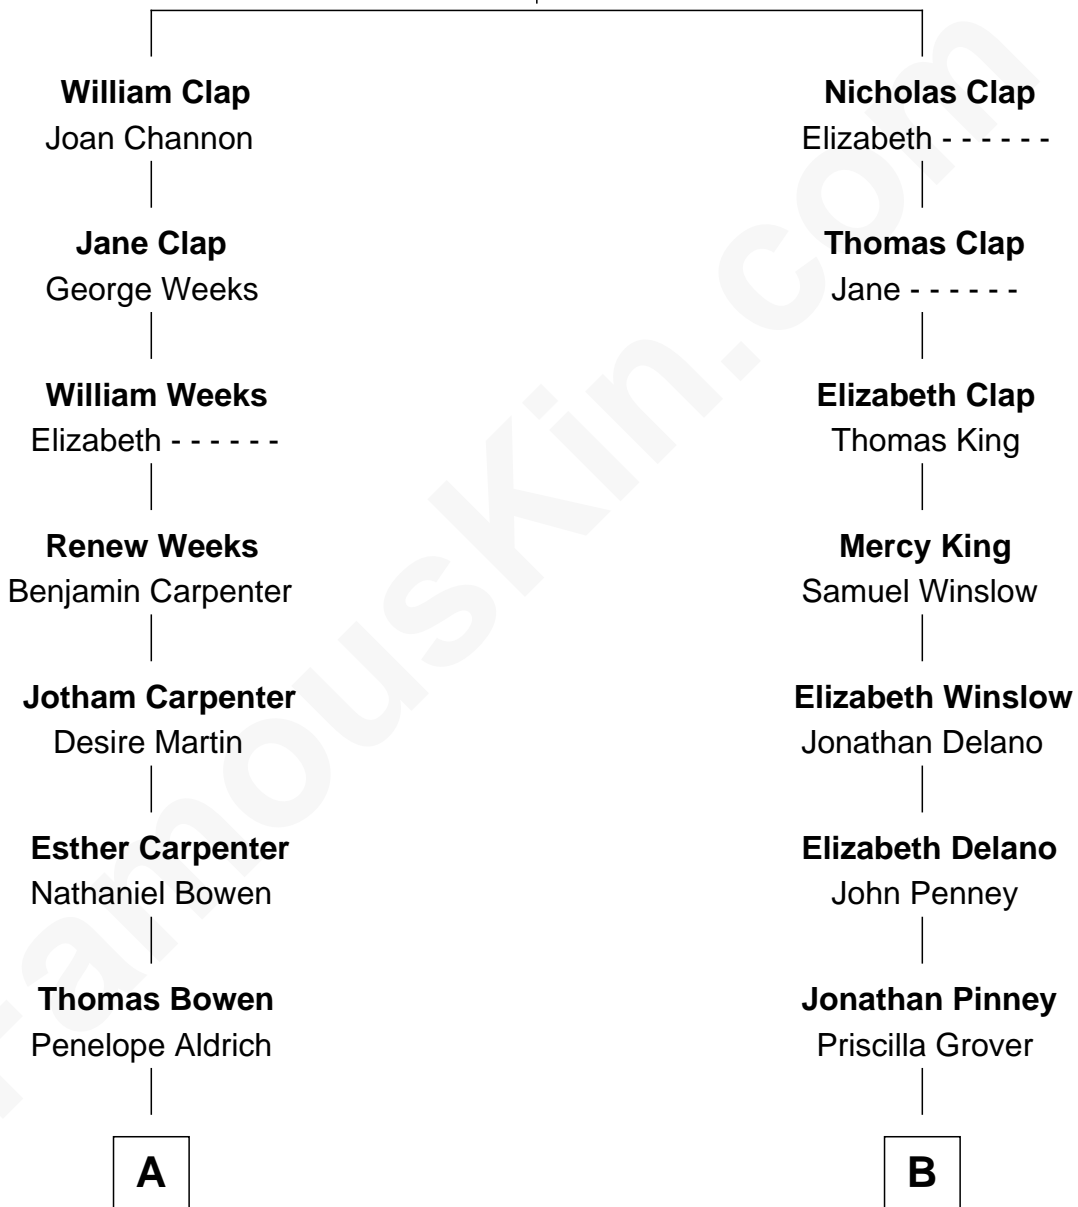 William Clap
Joan Channon
Jane Clap
George Weeks
William Weeks
Elizabeth - - - - - -
Renew Weeks
Benjamin Carpenter
Jotham Carpenter
Desire Martin
Esther Carpenter
Nathaniel Bowen
Thomas Bowen
Penelope Aldrich
A
Nicholas Clap
Elizabeth - - - - - -
Thomas Clap
Jane - - - - - -
Elizabeth Clap
Thomas King
Mercy King
Samuel Winslow
Elizabeth Winslow
Jonathan Delano
Elizabeth Delano
John Penney
Jonathan Pinney
Priscilla Grover
B
FamousKin.com